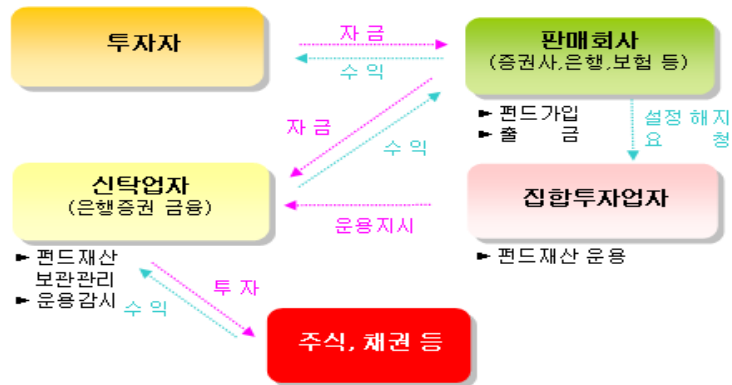 투자자
자 금
수 익
판매회사
(증권사,은행,보험 등)
► 펀드가입
► 출 금
설정 해지
요 청
자 금
수 익
신탁업자
(은행증권 금융)
운용지시
집합투자업자
► 펀드재산 운용
► 펀드재산
보관관리
► 운용감시
투 자
수 익
주식, 채권 등